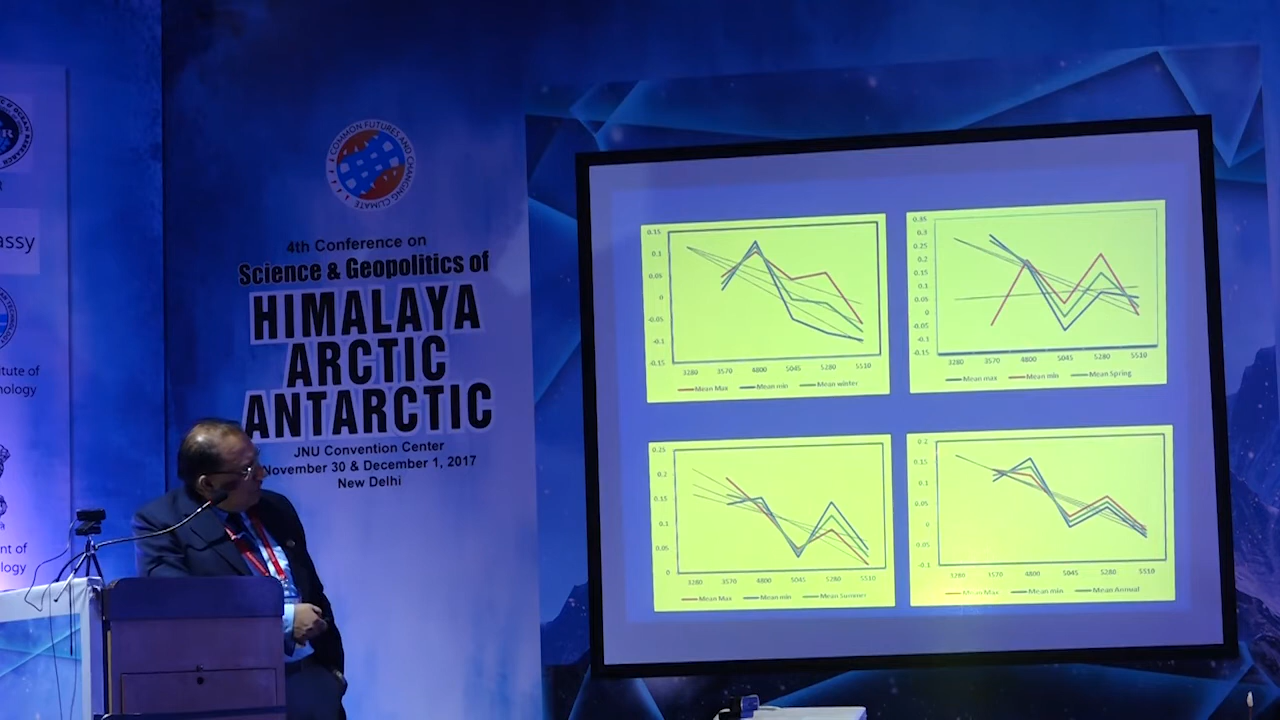 COMMON FUTURES AND CHANGING CLIMATE
4th Conference on
Science & Geopolitics of
HIMALAYA
ARCTIC
ANTARCTIC
JNU Convention Center
November 30 & December 1, 2017
New Delhi
assy
tute of
nology
nt of
logy
0.15
0.1
0.05
0
-0.05
-0.1
-0.15
3280 3570 4800 5045 5280 5510
Mean Max Mean min Mean winter
0.35
0.3
0.25
0.2
0.15
0.1
0.05
0
-0.05
-0.1
-0.15
3280 3570 4800 5045 5280 5510
Mean max Mean min Mean Spring
0.25
0.2
0.15
0.1
0.05
0
3280 3570 4800 5045 5280 5510
Mean Max Mean min Mean Summer
0.2
0.15
0.1
0.05
0
0.05
-0.1
3280 3570 4800 5045 5280 5510
Mean Max Mean min Mean Annual